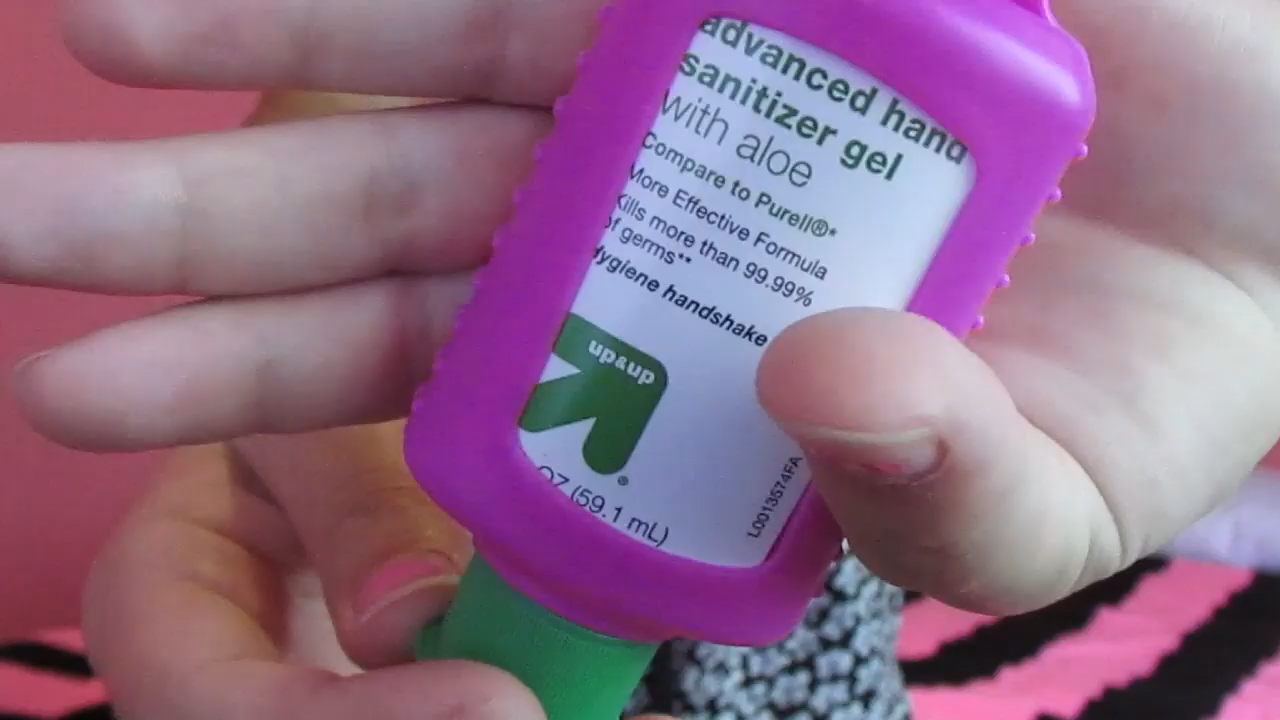 advanced hand
sanitizer gel
with aloe
Compare to Purell®*
More Effective Formula
Kills more than 99.99%
of germs**
Hygiene handshake
up&up
®
OZ (59.1 mL)
L0013574FA